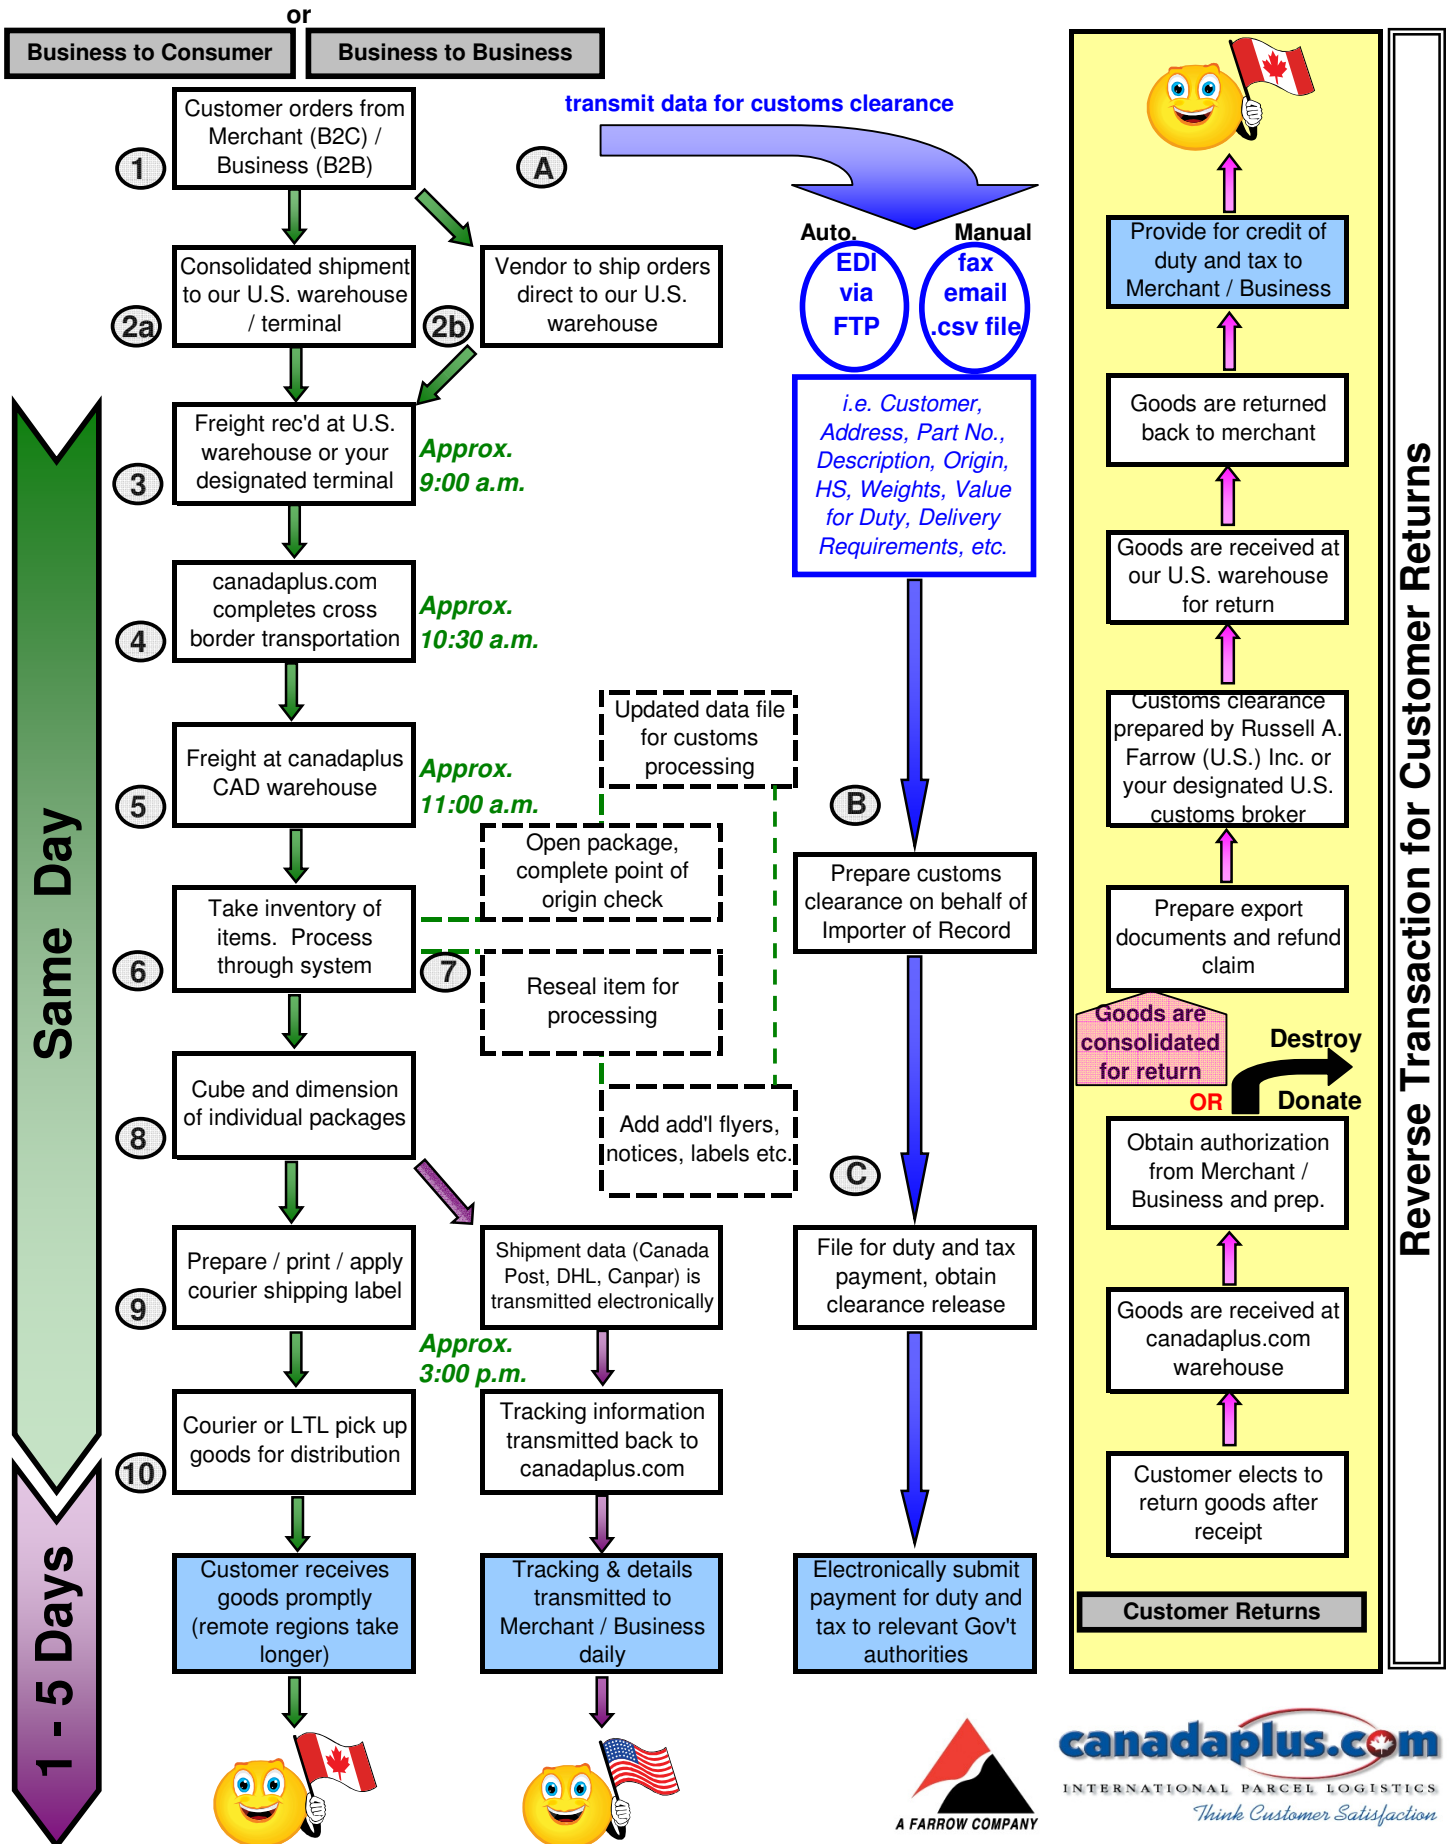 or
Business to Consumer
Business to Business
1
Customer orders from
Merchant (B2C) /
Business (B2B)
2a
Consolidated shipment
to our U.S. warehouse
/ terminal
2b
Vendor to ship orders
direct to our U.S.
warehouse
3
Freight rec'd at U.S.
warehouse or your
designated terminal
Approx.
9:00 a.m.
4
canadaplus.com
completes cross
border transportation
Approx.
10:30 a.m.
5
Freight at canadaplus
CAD warehouse
Approx.
11:00 a.m.
6
Take inventory of
items. Process
through system
7
Updated data file
for customs
processing
Open package,
complete point of
origin check
Reseal item for
processing
Add add'l flyers,
notices, labels etc.
8
Cube and dimension
of individual packages
9
Prepare / print / apply
courier shipping label
Shipment data (Canada
Post, DHL, Canpar) is
transmitted electronically
Approx.
3:00 p.m.
10
Courier or LTL pick up
goods for distribution
Tracking information
transmitted back to
canadaplus.com
Customer receives
goods promptly
(remote regions take
longer)
Tracking & details
transmitted to
Merchant / Business
daily
Same Day
1 - 5 Days
A
transmit data for customs clearance
Auto.
EDI
via
FTP
Manual
fax
email
.csv file
i.e. Customer,
Address, Part No.,
Description, Origin,
HS, Weights, Value
for Duty, Delivery
Requirements, etc.
B
Prepare customs
clearance on behalf of
Importer of Record
C
File for duty and tax
payment, obtain
clearance release
Electronically submit
payment for duty and
tax to relevant Gov't
authorities
Provide for credit of
duty and tax to
Merchant / Business
Goods are returned
back to merchant
Goods are received at
our U.S. warehouse
for return
Customs clearance
prepared by Russell A.
Farrow (U.S.) Inc. or
your designated U.S.
customs broker
Prepare export
documents and refund
claim
Goods are
consolidated
for return
OR
Destroy
Donate
Obtain authorization
from Merchant /
Business and prep.
Goods are received at
canadaplus.com
warehouse
Customer elects to
return goods after
receipt
Customer Returns
Reverse Transaction for Customer Returns
A FARROW COMPANY
canadaplus.com
INTERNATIONAL PARCEL LOGISTICS
Think Customer Satisfaction